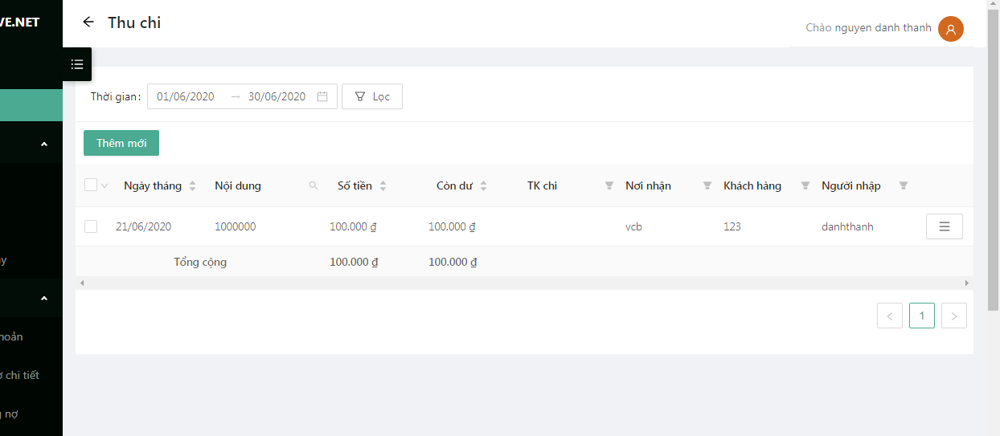 VE.NET
Thu chi
Chào nguyen danh thanh
Thời gian: 01/06/2020 → 30/06/2020 Lọc
Thêm mới
Ngày tháng Nội dung Số tiền Còn dư TK chi Nơi nhận Khách hàng Người nhập
21/06/2020 1000000 100.000 ₫ 100.000 ₫ vcb 123 danhthanh
Tổng cộng 100.000 ₫ 100.000 ₫
1
chi tiết
nợ